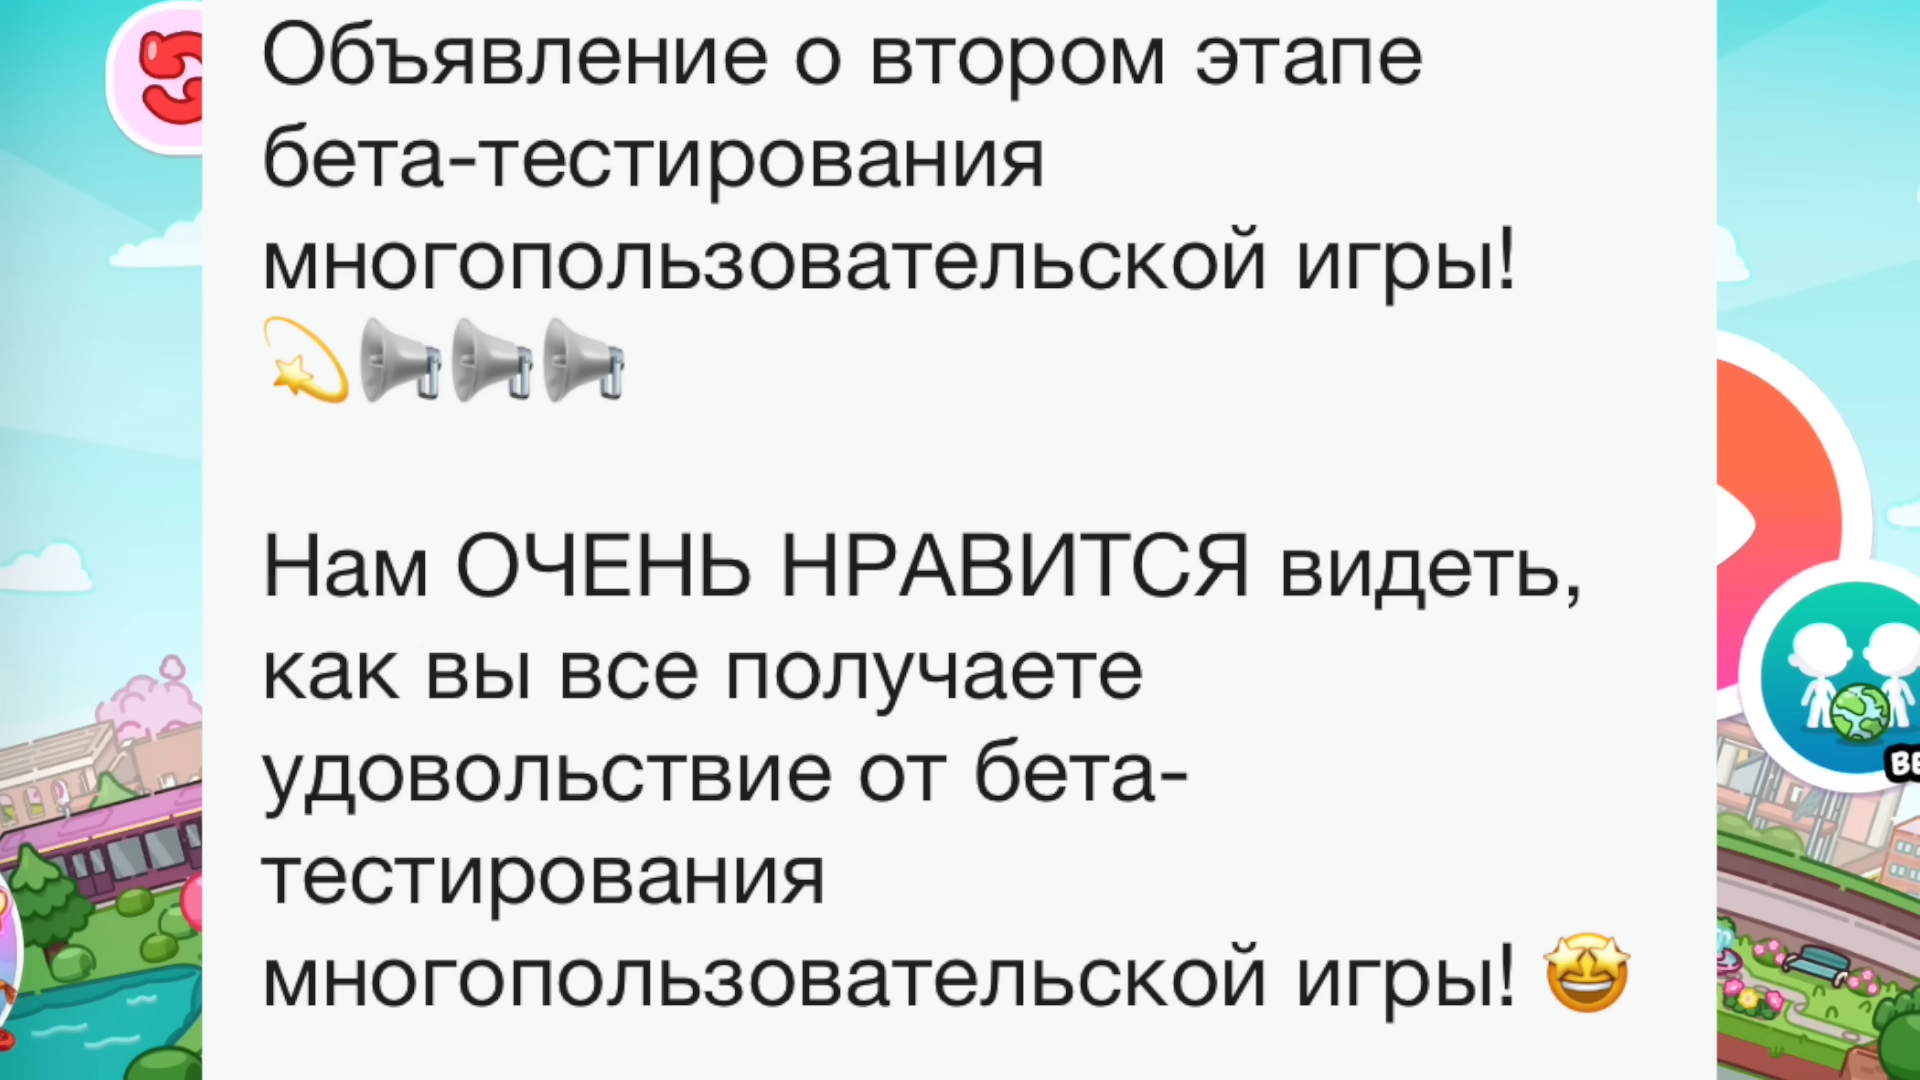 Объявление о втором этапе
бета-тестирования
многопользовательской игры!
💫📢📢📢
Нам ОЧЕНЬ НРАВИТСЯ видеть,
как вы все получаете
удовольствие от бета-
тестирования
многопользовательской игры! 🤩